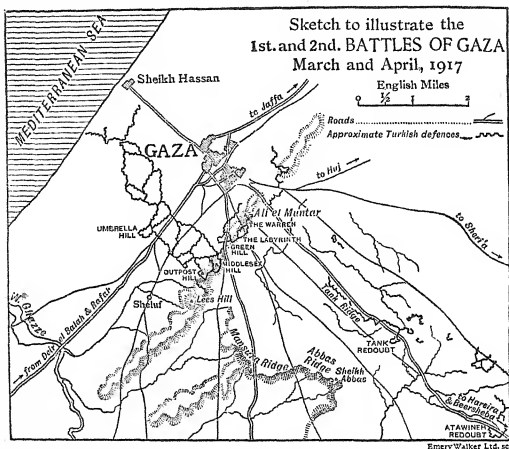 Sketch to illustrate the
1st. and 2nd. BATTLES OF GAZA
March and April, 1917
English Miles
0 ½ 1 2
Roads
Approximate Turkish defences
MEDITERRANEAN SEA
Sheikh Hassan
to Jaffa
GAZA
to Huj
Ali el Muntar
THE WARREN
UMBRELLA
HILL
THE LABYRINTH
GREEN
HILL
MIDDLESEX
HILL
OUTPOST
HILL
to Sharia
Sheluf
Lees Hill
from Deir el Balah & Rafar
Tank Ridge
TANK
REDOUBT
Mansura Ridge
Abbas
Ridge
Sheikh
Abbas
to Hareira
& Beersheba
ATAWINEH
REDOUBT
Emery Walker Ltd. sc.